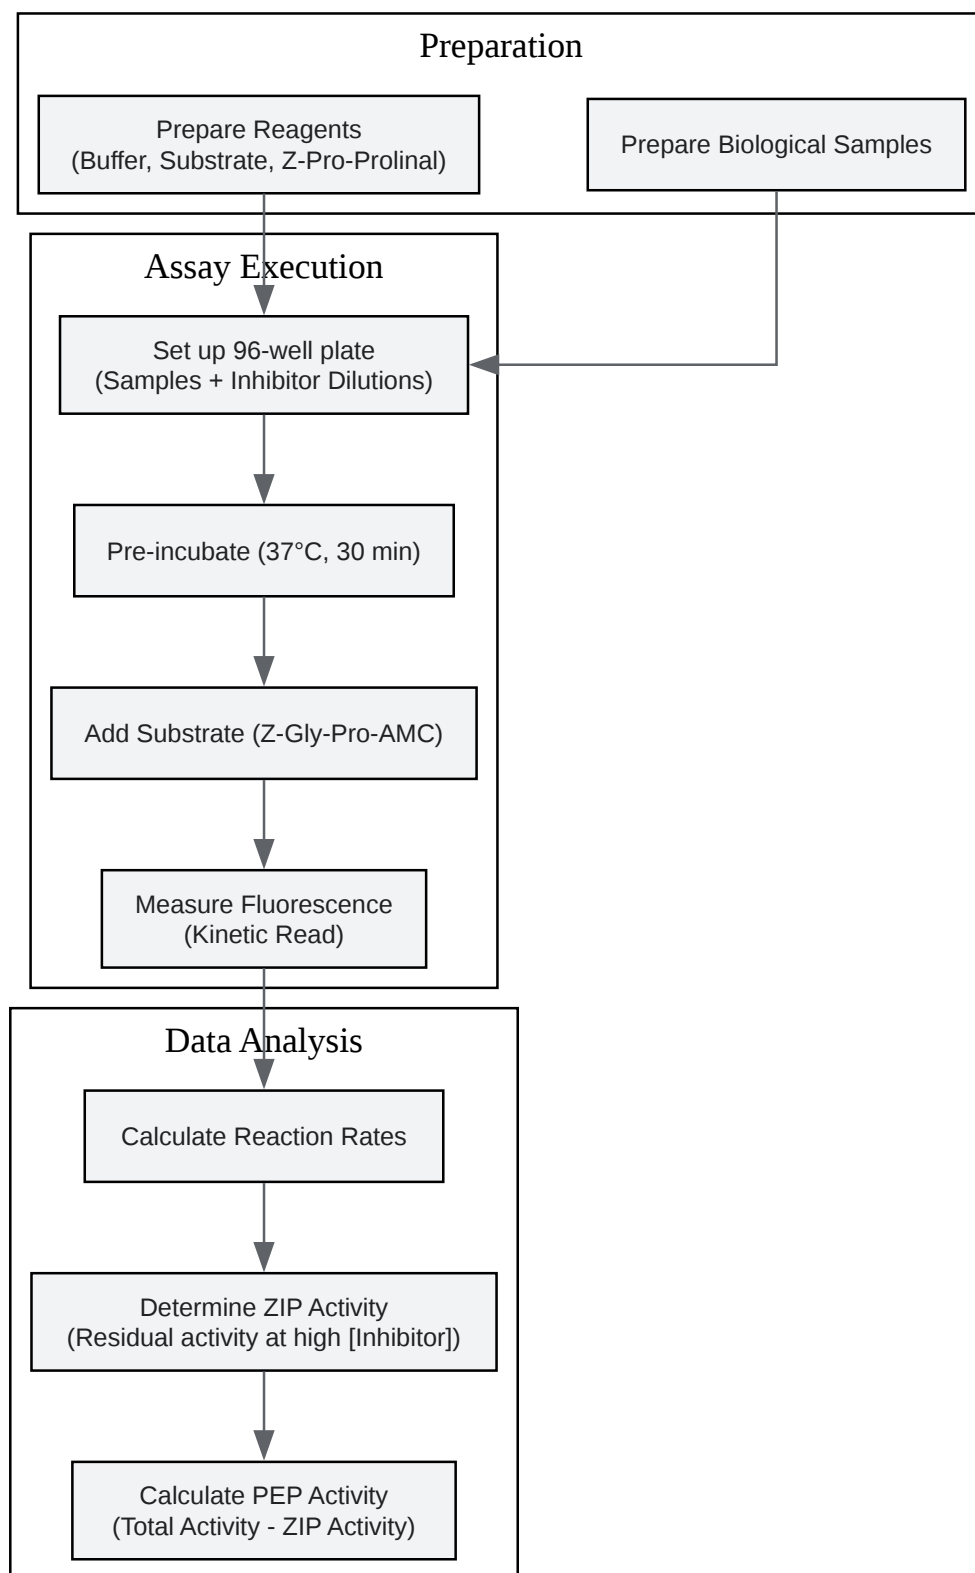 Preparation
Prepare Reagents
(Buffer, Substrate, Z-Pro-Prolinal)
Prepare Biological Samples
Assay Execution
Set up 96-well plate
(Samples + Inhibitor Dilutions)
Pre-incubate (37°C, 30 min)
Add Substrate (Z-Gly-Pro-AMC)
Measure Fluorescence
(Kinetic Read)
Data Analysis
Calculate Reaction Rates
Determine ZIP Activity
(Residual activity at high [Inhibitor])
Calculate PEP Activity
(Total Activity - ZIP Activity)